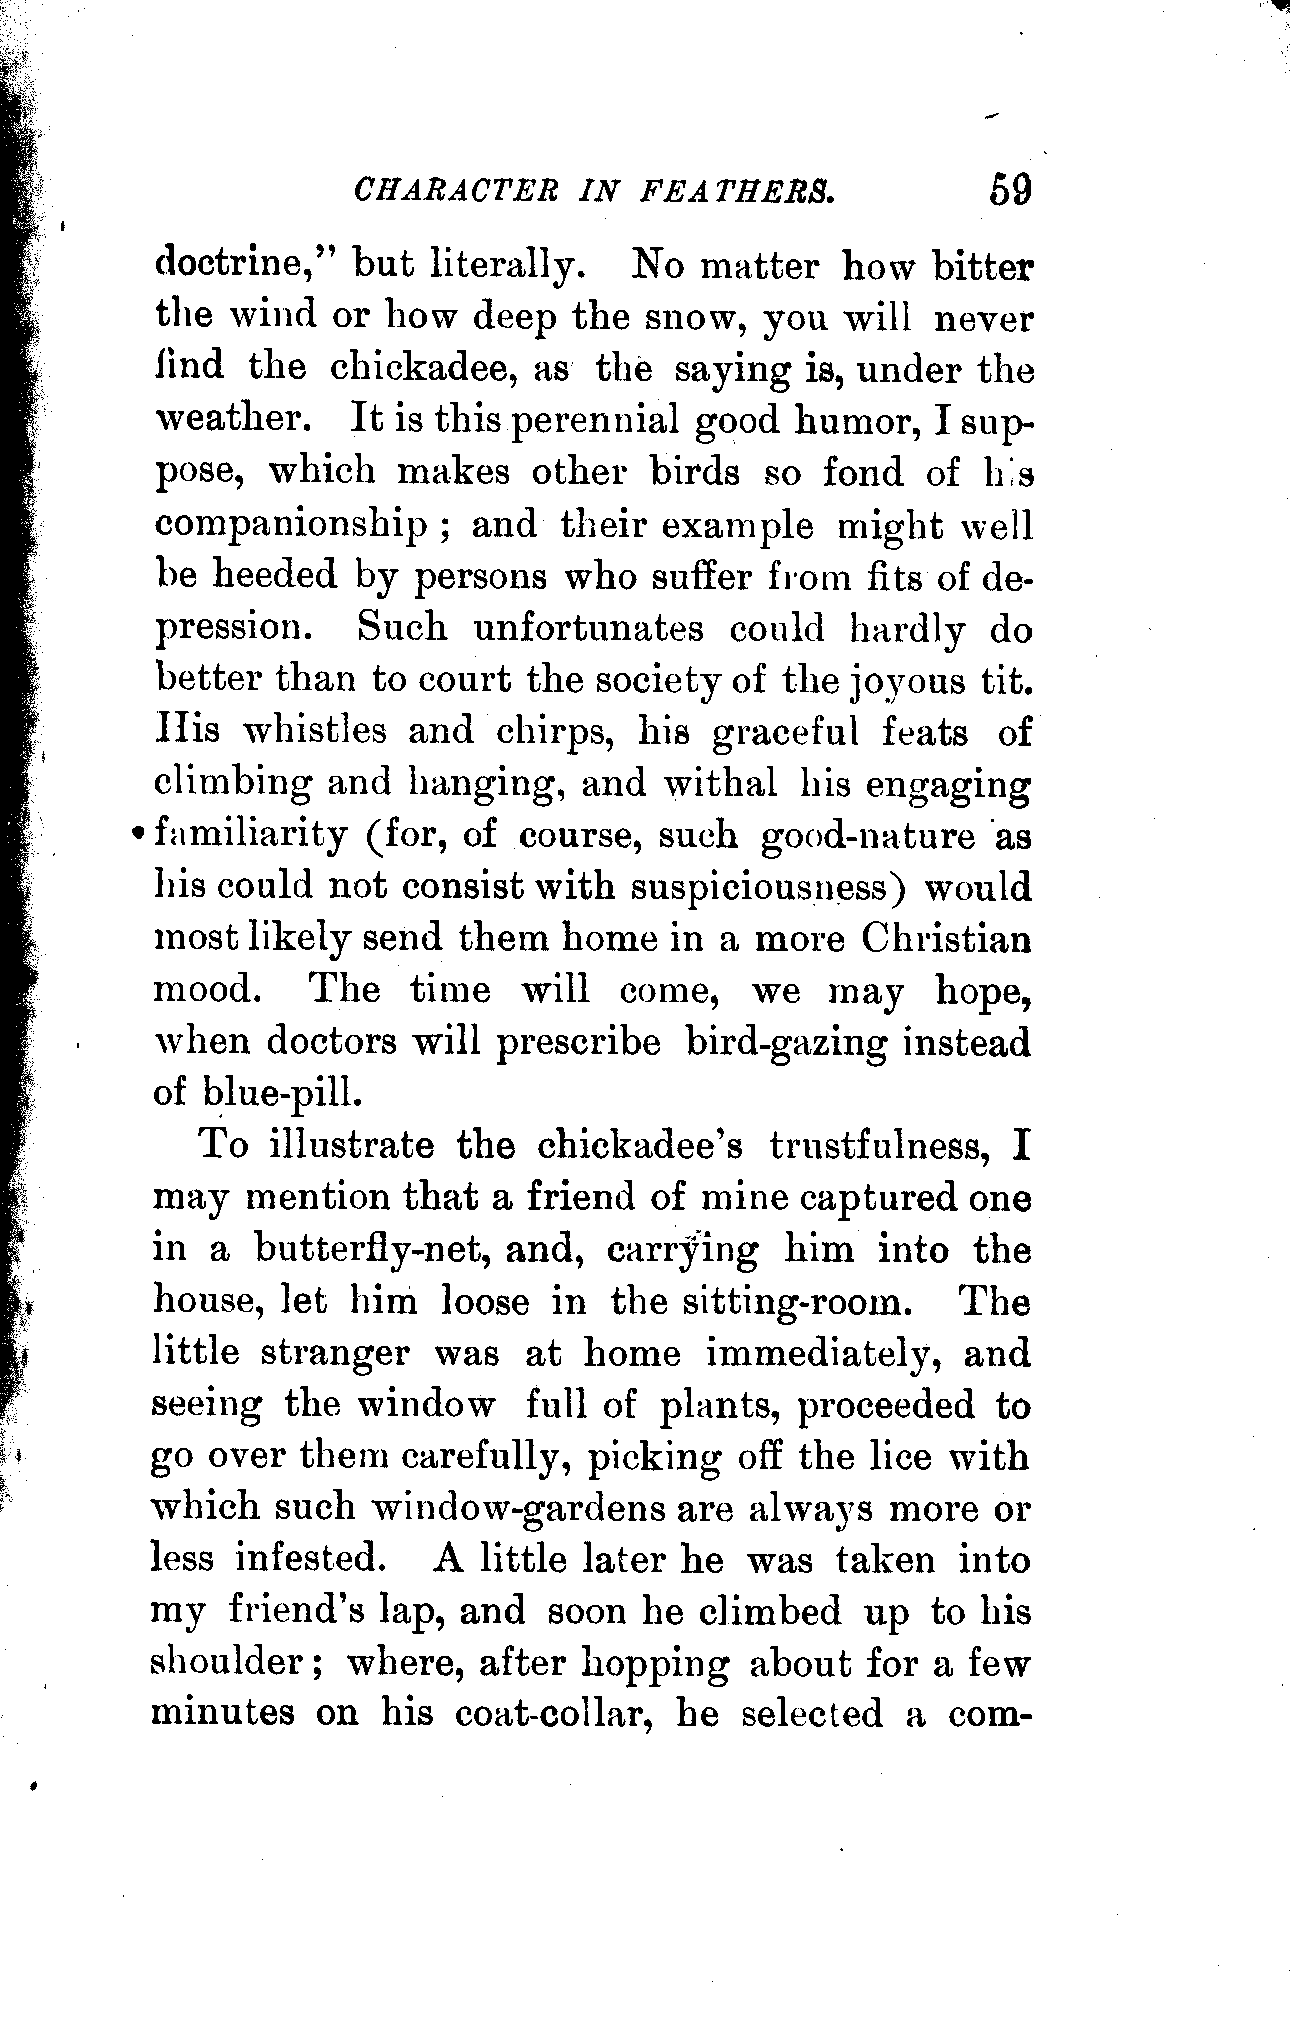 CHARACTER IN FEATHERS. 59
doctrine," but literally. No matter how bitter
the wind or how deep the snow, you will never
find the chickadee, as the saying is, under the
weather. It is this perennial good humor, I sup-
pose, which makes other birds so fond of his
companionship ; and their example might well
be heeded by persons who suffer from fits of de-
pression. Such unfortunates could hardly do
better than to court the society of the joyous tit.
His whistles and chirps, his graceful feats of
climbing and hanging, and withal his engaging
familiarity (for, of course, such good-nature as
his could not consist with suspiciousness) would
most likely send them home in a more Christian
mood. The time will come, we may hope,
when doctors will prescribe bird-gazing instead
of blue-pill.
To illustrate the chickadee's trustfulness, I
may mention that a friend of mine captured one
in a butterfly-net, and, carrying him into the
house, let him loose in the sitting-room. The
little stranger was at home immediately, and
seeing the window full of plants, proceeded to
go over them carefully, picking off the lice with
which such window-gardens are always more or
less infested. A little later he was taken into
my friend's lap, and soon he climbed up to his
shoulder ; where, after hopping about for a few
minutes on his coat-collar, he selected a com-